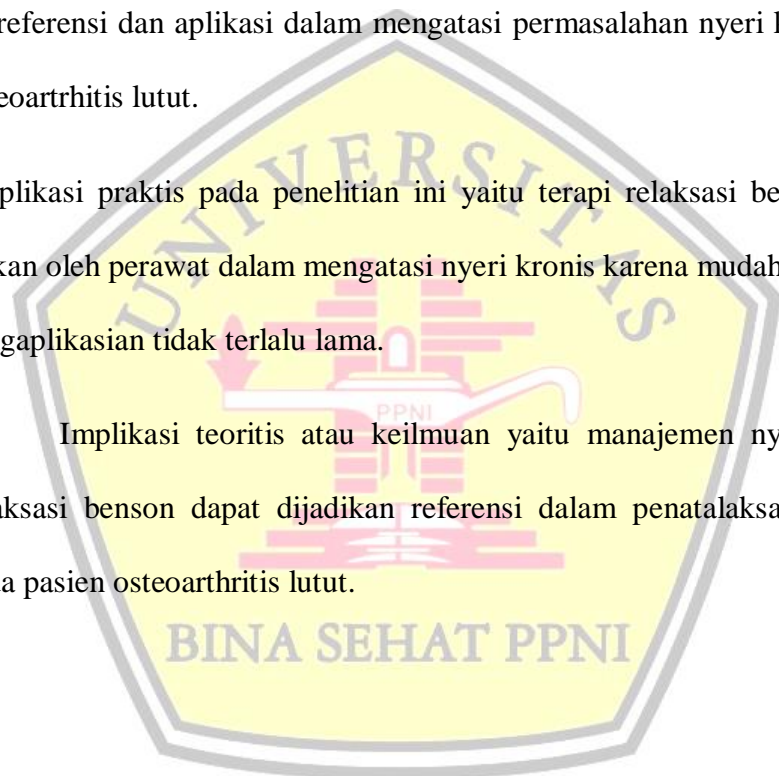 referensi dan aplikasi dalam mengatasi permasalahan nyeri
eoartrhitis lutut.
plikasi praktis pada penelitian ini yaitu terapi relaksasi be
kan oleh perawat dalam mengatasi nyeri kronis karena mudah
gaplikasian tidak terlalu lama.
Implikasi teoritis atau keilmuan yaitu manajemen ny
aksasi benson dapat dijadikan referensi dalam penatalaksa
a pasien osteoarthritis lutut.
UNIVERSITAS
PPNI
BINA SEHAT PPNI